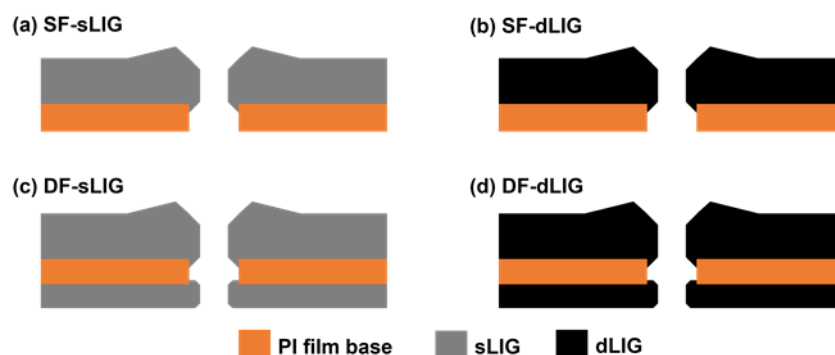 (a) SF-sLIG
(b) SF-dLIG
(c) DF-sLIG
(d) DF-dLIG
PI film base
sLIG
dLIG